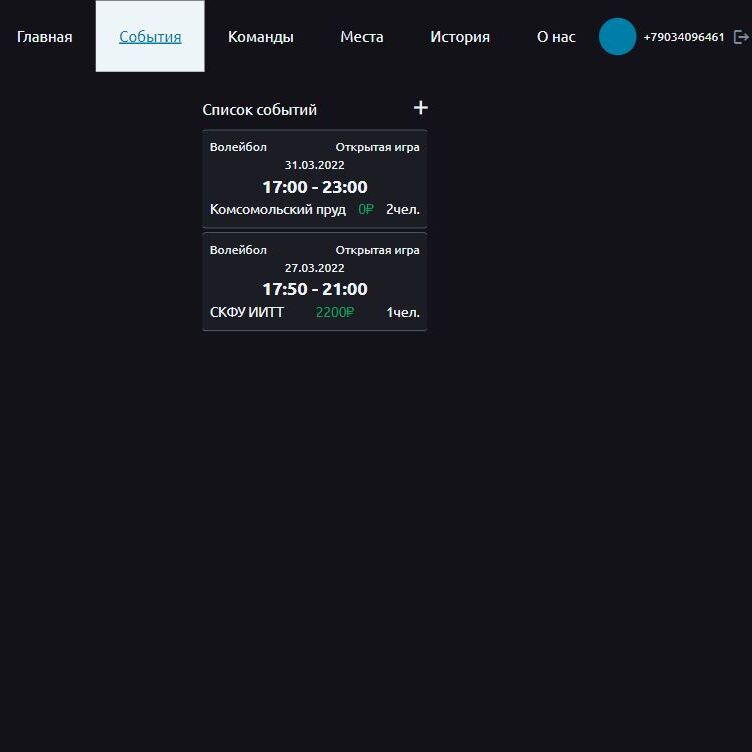 Главная События Команды Места История О нас +79034096461
Список событий +
Волейбол Открытая игра
31.03.2022
17:00 - 23:00
Комсомольский пруд 0₽ 2чел.
Волейбол Открытая игра
27.03.2022
17:50 - 21:00
СКФУ ИИТТ 2200₽ 1чел.